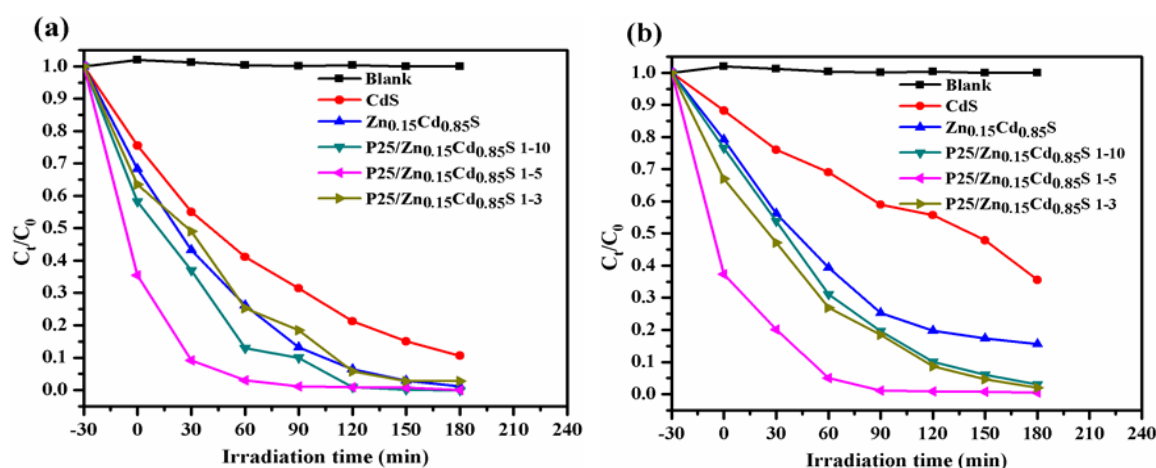 (a)
C_t/C_0
1.0
0.9
0.8
0.7
0.6
0.5
0.4
0.3
0.2
0.1
0.0
Blank
CdS
Zn0.15Cd0.85S
P25/Zn0.15Cd0.85S 1-10
P25/Zn0.15Cd0.85S 1-5
P25/Zn0.15Cd0.85S 1-3
-30 0 30 60 90 120 150 180 210 240
Irradiation time (min)
(b)
C_t/C_0
1.0
0.9
0.8
0.7
0.6
0.5
0.4
0.3
0.2
0.1
0.0
Blank
CdS
Zn0.15Cd0.85S
P25/Zn0.15Cd0.85S 1-10
P25/Zn0.15Cd0.85S 1-5
P25/Zn0.15Cd0.85S 1-3
-30 0 30 60 90 120 150 180 210 240
Irradiation time (min)